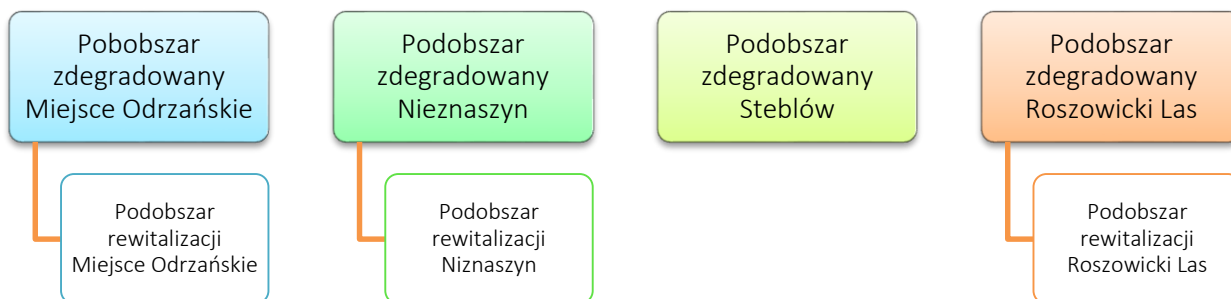 Pobobszar
zdegradowany
Miejsce Odrzańskie
Podobszar
zdegradowany
Nieznaszyn
Podobszar
zdegradowany
Steblów
Podobszar
zdegradowany
Roszowicki Las
Podobszar
rewitalizacji
Miejsce Odrzańskie
Podobszar
rewitalizacji
Niznaszyn
Podobszar
rewitalizacji
Roszowicki Las